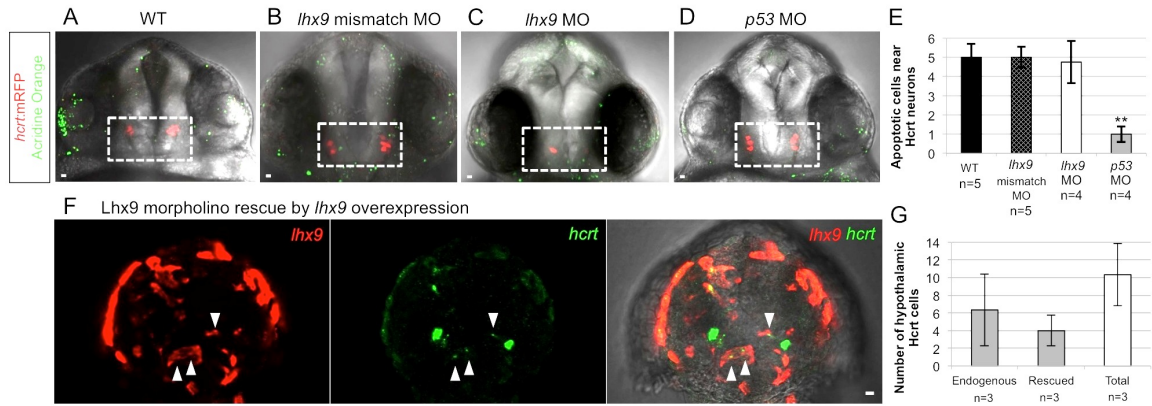 A WT
B lhx9 mismatch MO
C lhx9 MO
D p53 MO
hcrt:mRFP
Acridine Orange
E
Apoptotic cells near
Hcrt neurons
6
5
4
3
2
1
0
**
WT
n=5
lhx9
mismatch
MO
n=5
lhx9
MO
n=4
p53
MO
n=4
F Lhx9 morpholino rescue by lhx9 overexpression
lhx9
hcrt
lhx9 hcrt
G
Number of hypothalamic
Hcrt cells
14
12
10
8
6
4
2
0
Endogenous
n=3
Rescued
n=3
Total
n=3